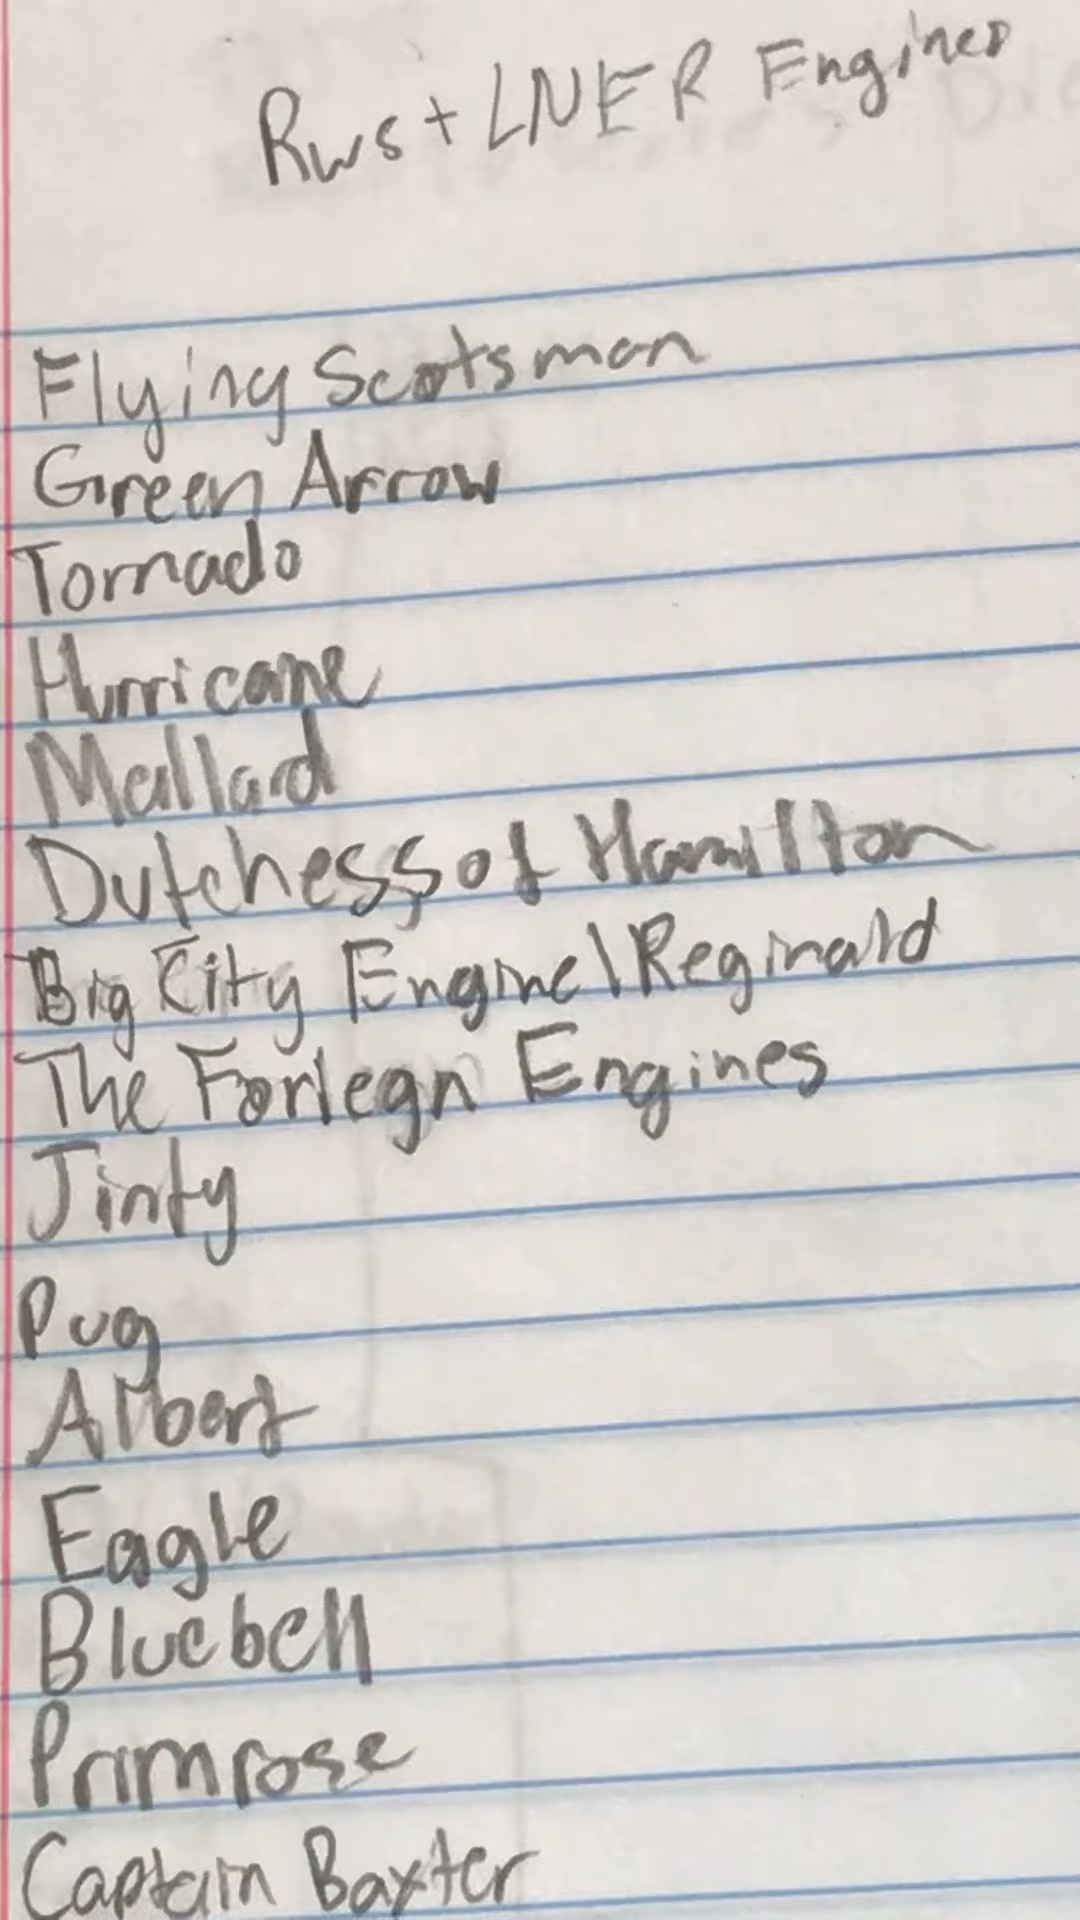 Rws + LNER Engines
Flying Scotsman
Green Arrow
Tornado
Hurricane
Mallard
Dutchess of Hamilton
Big City Engine\Reginald
The Foriegn Engines
Jinty
Pug
Albert
Eagle
Bluebell
Primrose
Captain Baxter